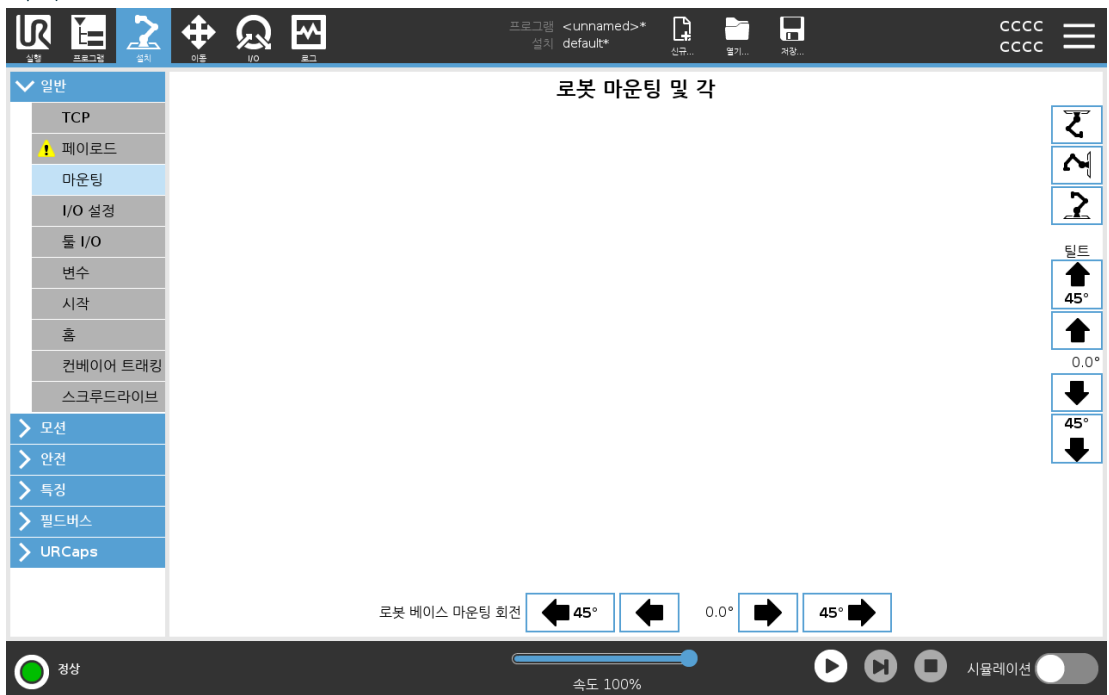 프로그램 <unnamed>*
설치 default*
실행
프로그램
설치
이동
I/O
로그
신규...
열기...
저장...
CCCC
CCCC
일반
TCP
페이로드
마운팅
I/O 설정
툴 I/O
변수
시작
홈
컨베이어 트래킹
스크루드라이브
모션
안전
특징
필드버스
URCaps
로봇 마운팅 및 각
틸트
45°
0.0°
45°
로봇 베이스 마운팅 회전 45° 0.0° 45°
정상
속도 100%
시뮬레이션